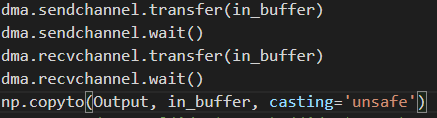 dma.sendchannel.transfer(in_buffer)
dma.sendchannel.wait()
dma.recvchannel.transfer(in_buffer)
dma.recvchannel.wait()
np.copyto(Output, in_buffer, casting='unsafe')